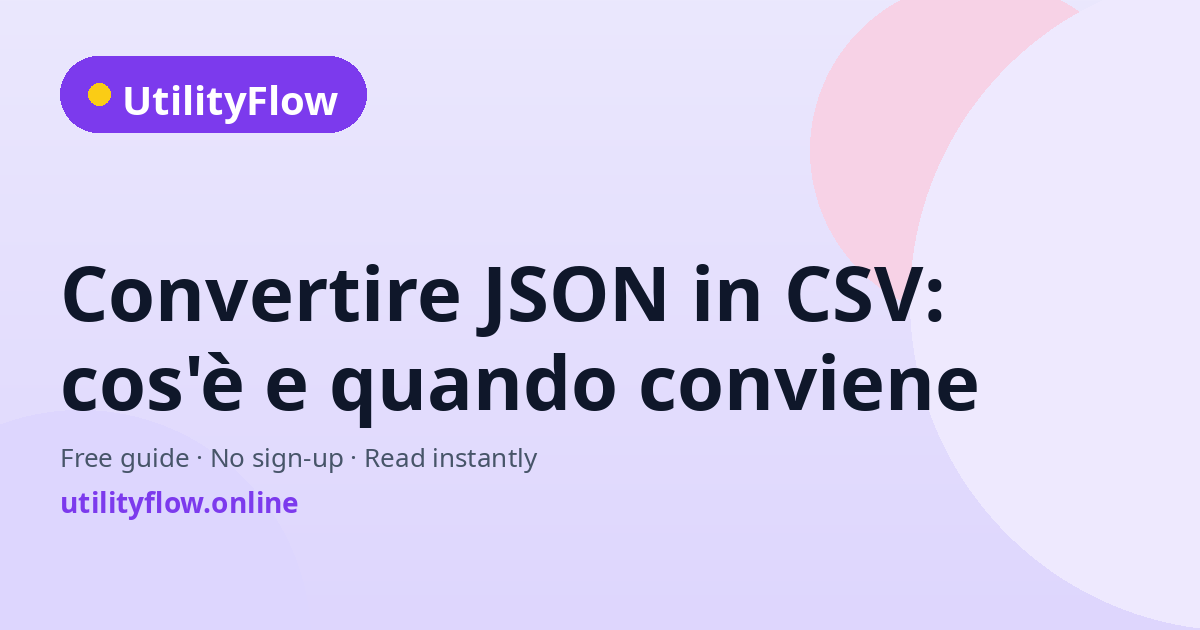 UtilityFlow
Convertire JSON in CSV:
cos'è e quando conviene
Free guide · No sign-up · Read instantly
utilityflow.online